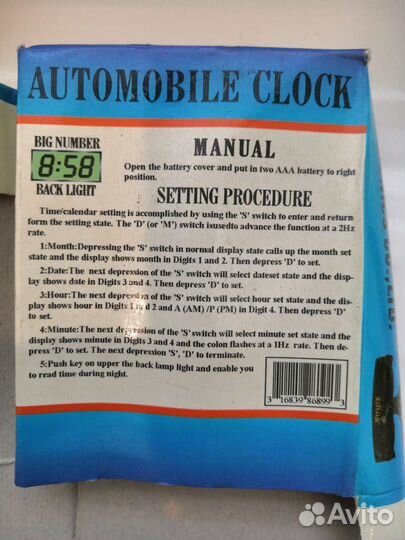 AUTOMOBILE CLOCK
BIG NUMBER
8:58
BACK LIGHT
MANUAL
Open the battery cover and put in two AAA battery to right
position.
SETTING PROCEDURE
Time/calendar setting is accomplished by using the 'S' switch to enter and return
form the setting state. The 'D' (or 'M') switch isusedto advance the function at a 2Hz
rate.
1:Month:Depressing the 'S' switch in normal display state calls up the month set
state and the display shows month in Digits 1 and 2. Then depress 'D' to set.
2:Date:The next depression of the 'S' switch will select dateset state and the disp-
lay shows date in Digits 3 and 4. Then depress 'D' to set.
3:Hour:The next depression of the 'S' switch will select hour set state and the dis-
play shows hour in Digits 1 nd 2 and A (AM) /P (PM) in Digit 4. Then depress 'D'
to set.
4:Minute:The next depression of the 'S' switch will select minute set state and the
display shows minute in Digits 3 and 4 and the colon flashes at a 1Hz rate. Then de-
press 'D' to set. The next depression 'S', 'D' to terminate.
5:Push key on upper the back lamp light and enable you
to read time during night.
3 16839 86899 3
Avito